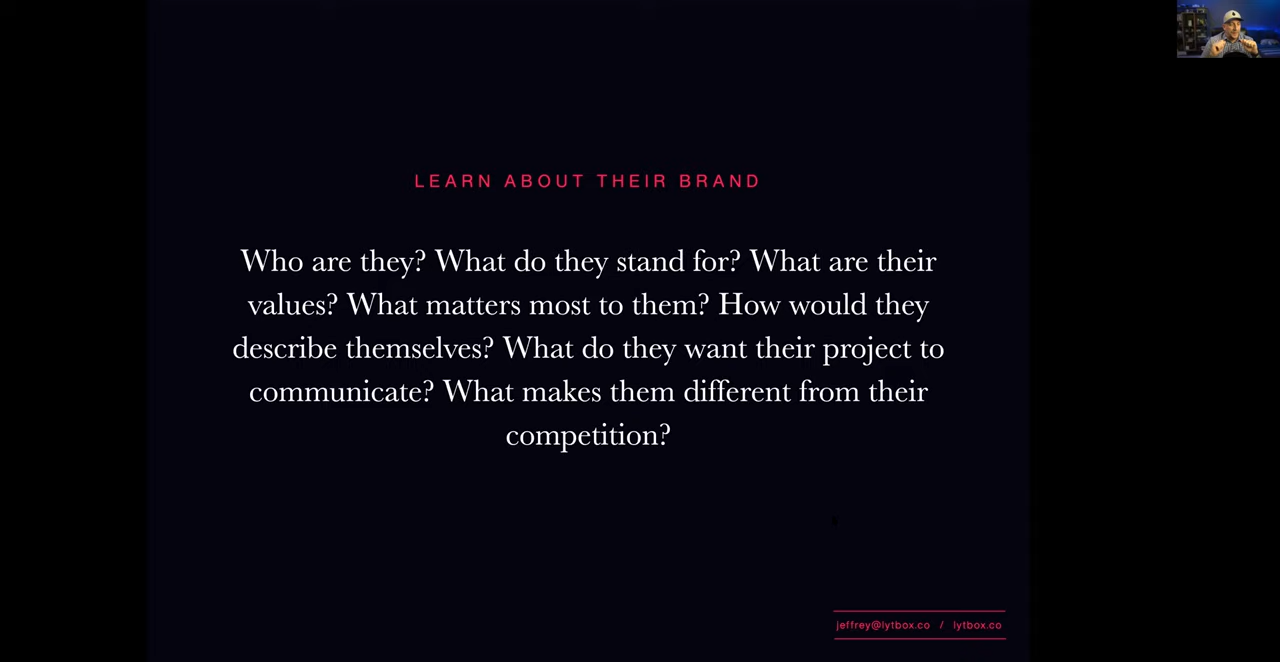 LEARN ABOUT THEIR BRAND
Who are they? What do they stand for? What are their
values? What matters most to them? How would they
describe themselves? What do they want their project to
communicate? What makes them different from their
competition?
jeffrey@lytbox.co / lytbox.co